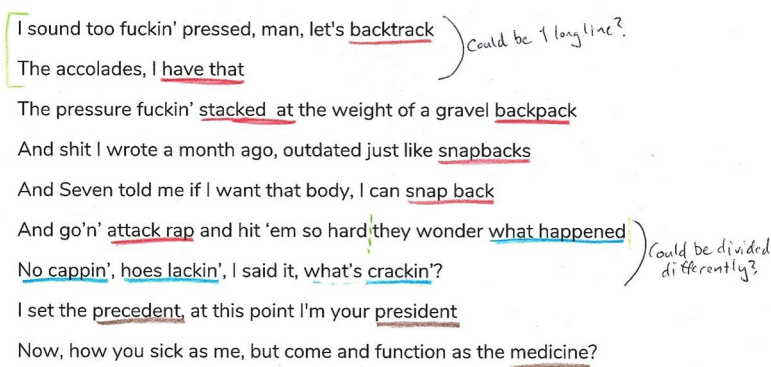 I sound too fuckin’ pressed, man, let's backtrack
Could be 1 long line?
The accolades, I have that
The pressure fuckin’ stacked at the weight of a gravel backpack
And shit I wrote a month ago, outdated just like snapbacks
And Seven told me if I want that body, I can snap back
And go’n’ attack rap and hit ‘em so hard they wonder what happened
Could be divided
differently?
No cappin’, hoes lackin’, I said it, what’s crackin’?
I set the precedent, at this point I'm your president
Now, how you sick as me, but come and function as the medicine?